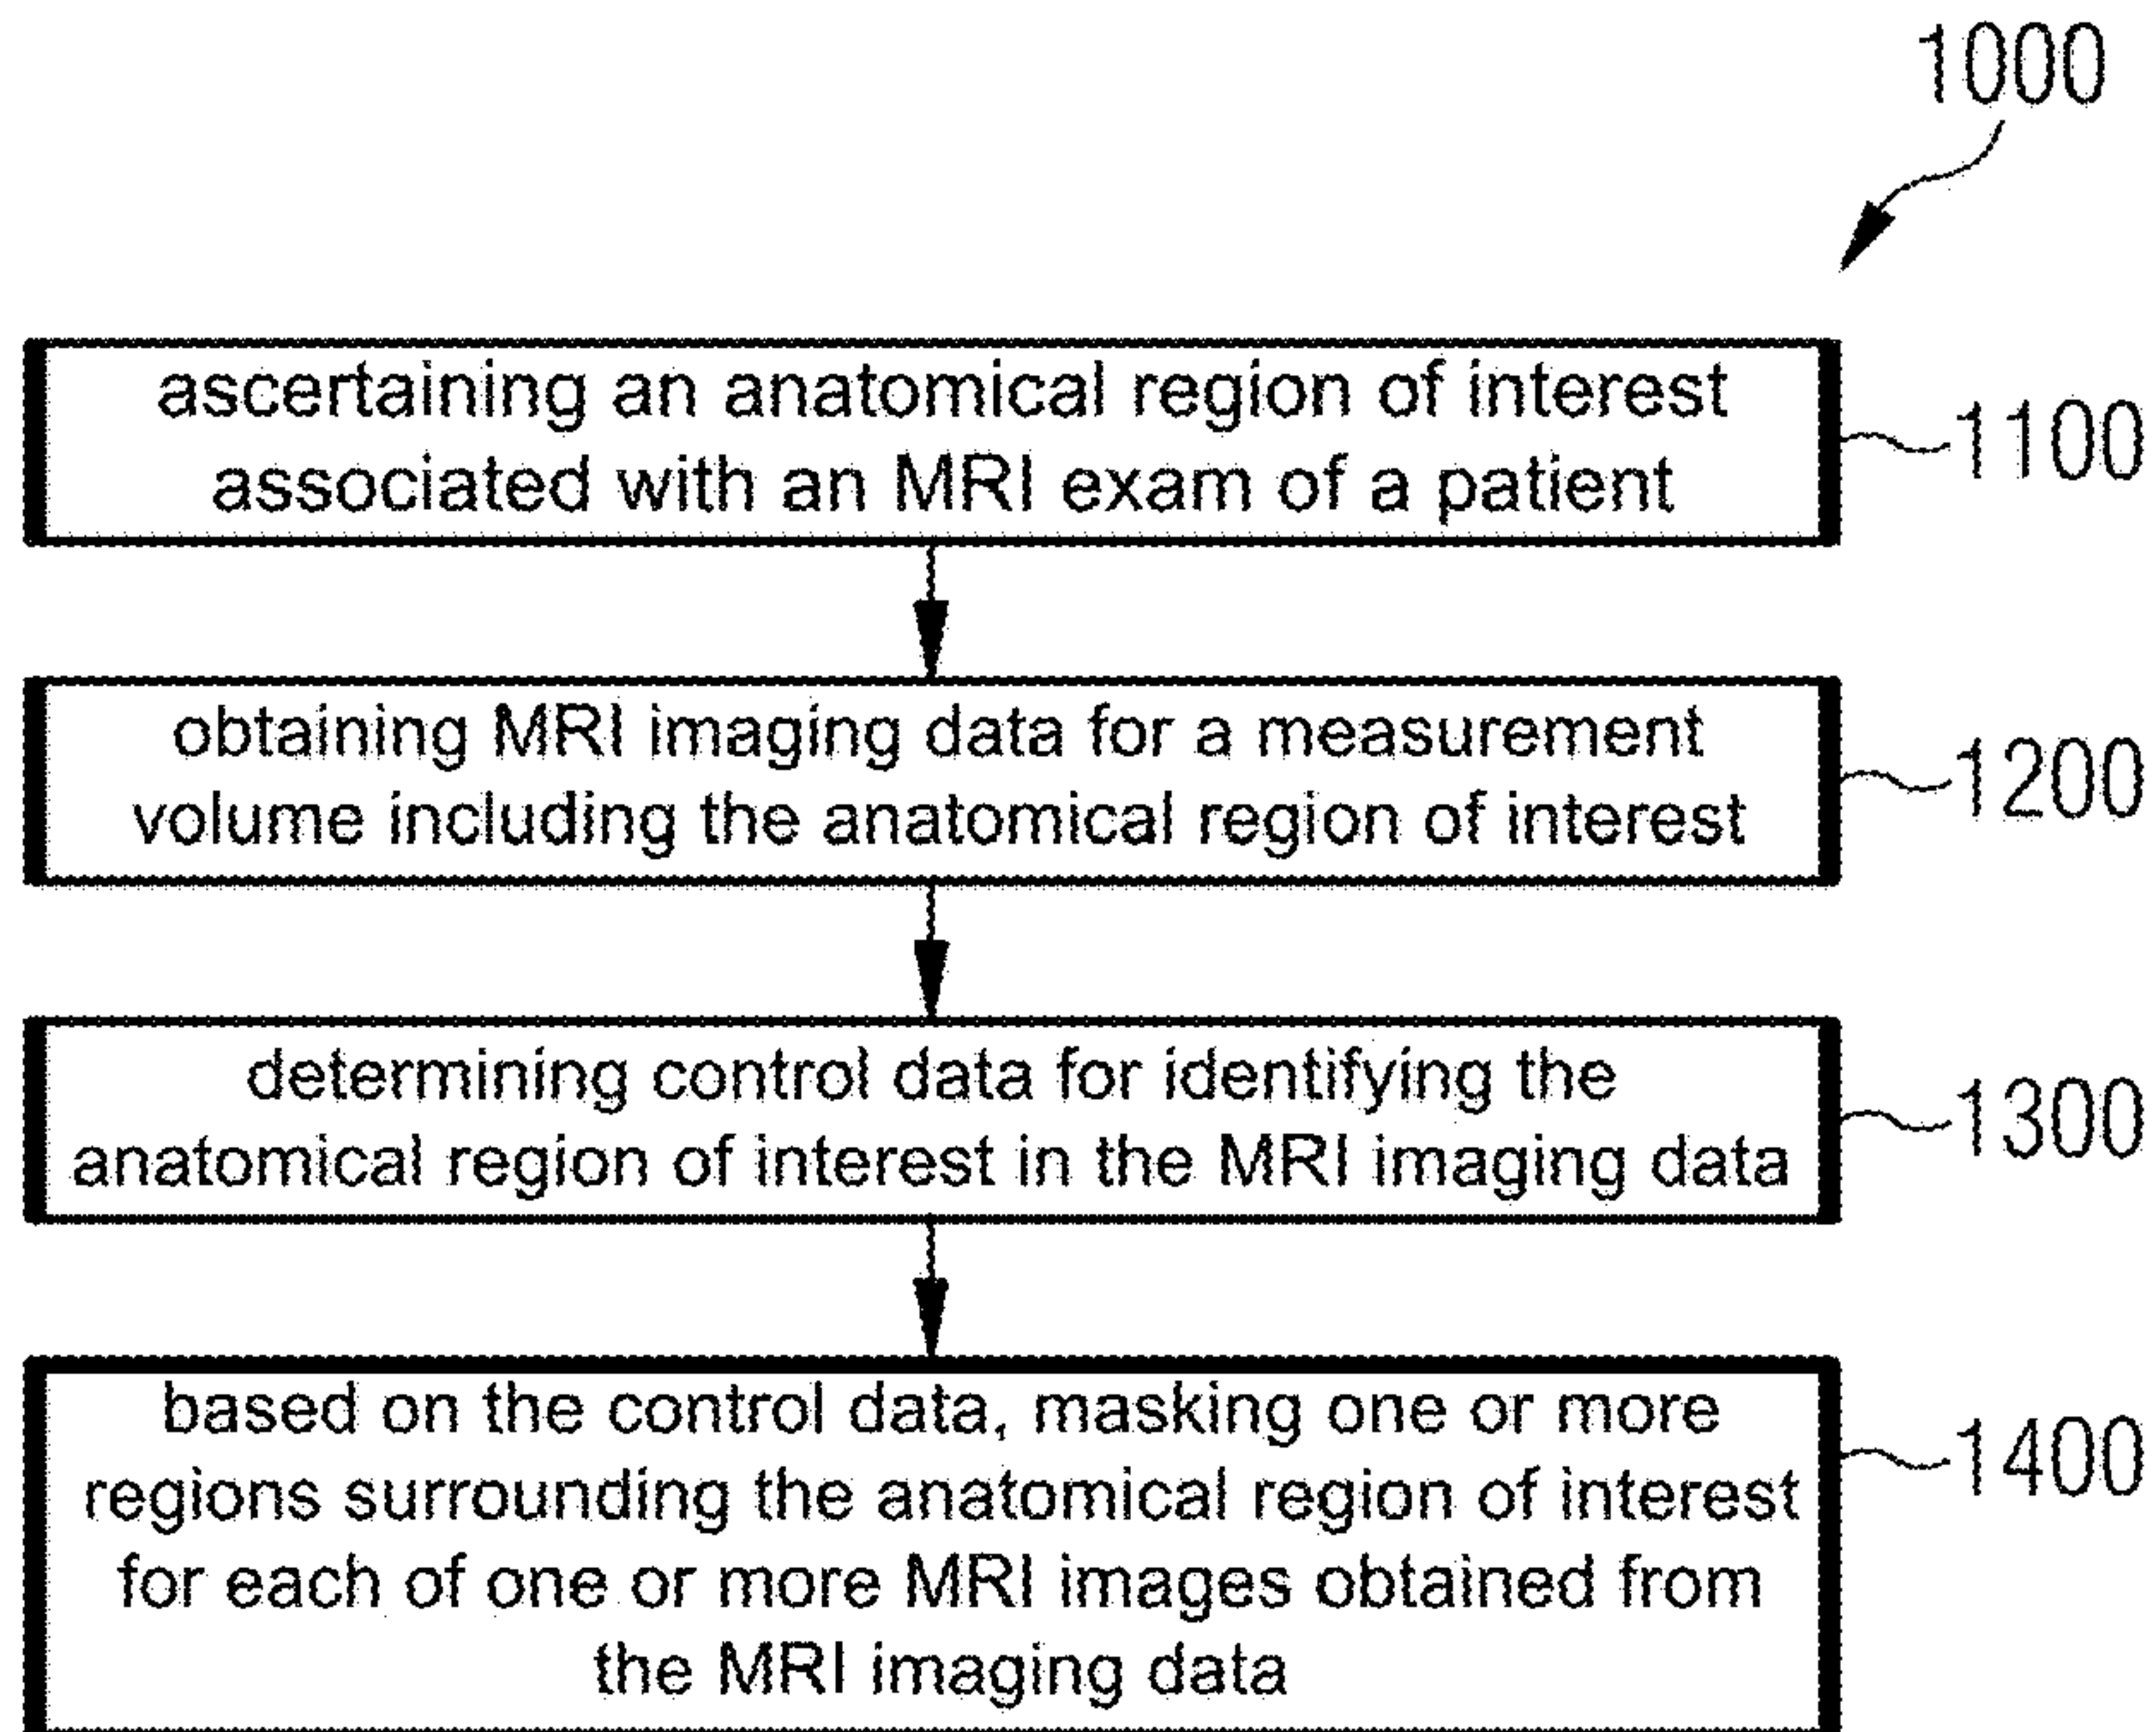 1000
ascertaining an anatomical region of interest
associated with an MRI exam of a patient
1100
obtaining MRI imaging data for a measurement
volume including the anatomical region of interest
1200
determining control data for identifying the
anatomical region of interest in the MRI imaging data
1300
based on the control data, masking one or more
regions surrounding the anatomical region of interest
for each of one or more MRI images obtained from
the MRI imaging data
1400